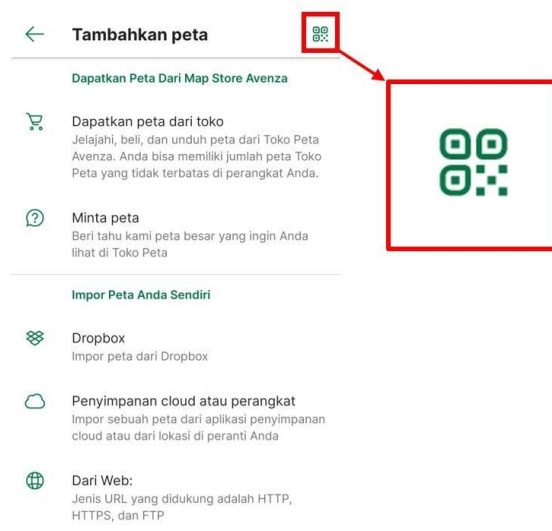 Tambahkan peta
Dapatkan Peta Dari Map Store Avenza
Dapatkan peta dari toko
Jelajahi, beli, dan unduh peta dari Toko Peta
Avenza. Anda bisa memiliki jumlah peta Toko
Peta yang tidak terbatas di perangkat Anda.
Minta peta
Beri tahu kami peta besar yang ingin Anda
lihat di Toko Peta
Impor Peta Anda Sendiri
Dropbox
Impor peta dari Dropbox
Penyimpanan cloud atau perangkat
Impor sebuah peta dari aplikasi penyimpanan
cloud atau dari lokasi di peranti Anda
Dari Web:
Jenis URL yang didukung adalah HTTP,
HTTPS, dan FTP